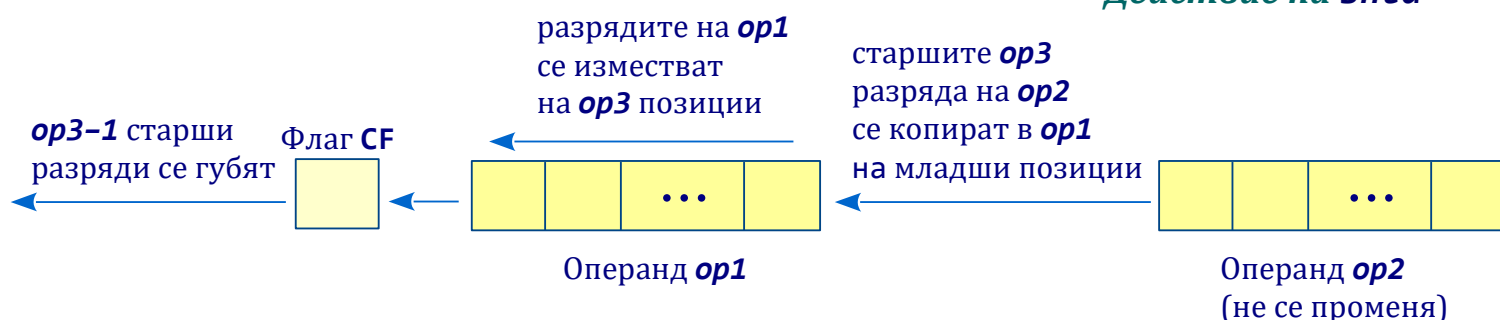 разрядите на op1
се изместват
на op3 позиции
старшите op3
разряда на op2
се копират в op1
на младши позиции
op3–1 старши
разряди се губят
Флаг CF
...
...
Операнд op1
Операнд op2
(не се променя)